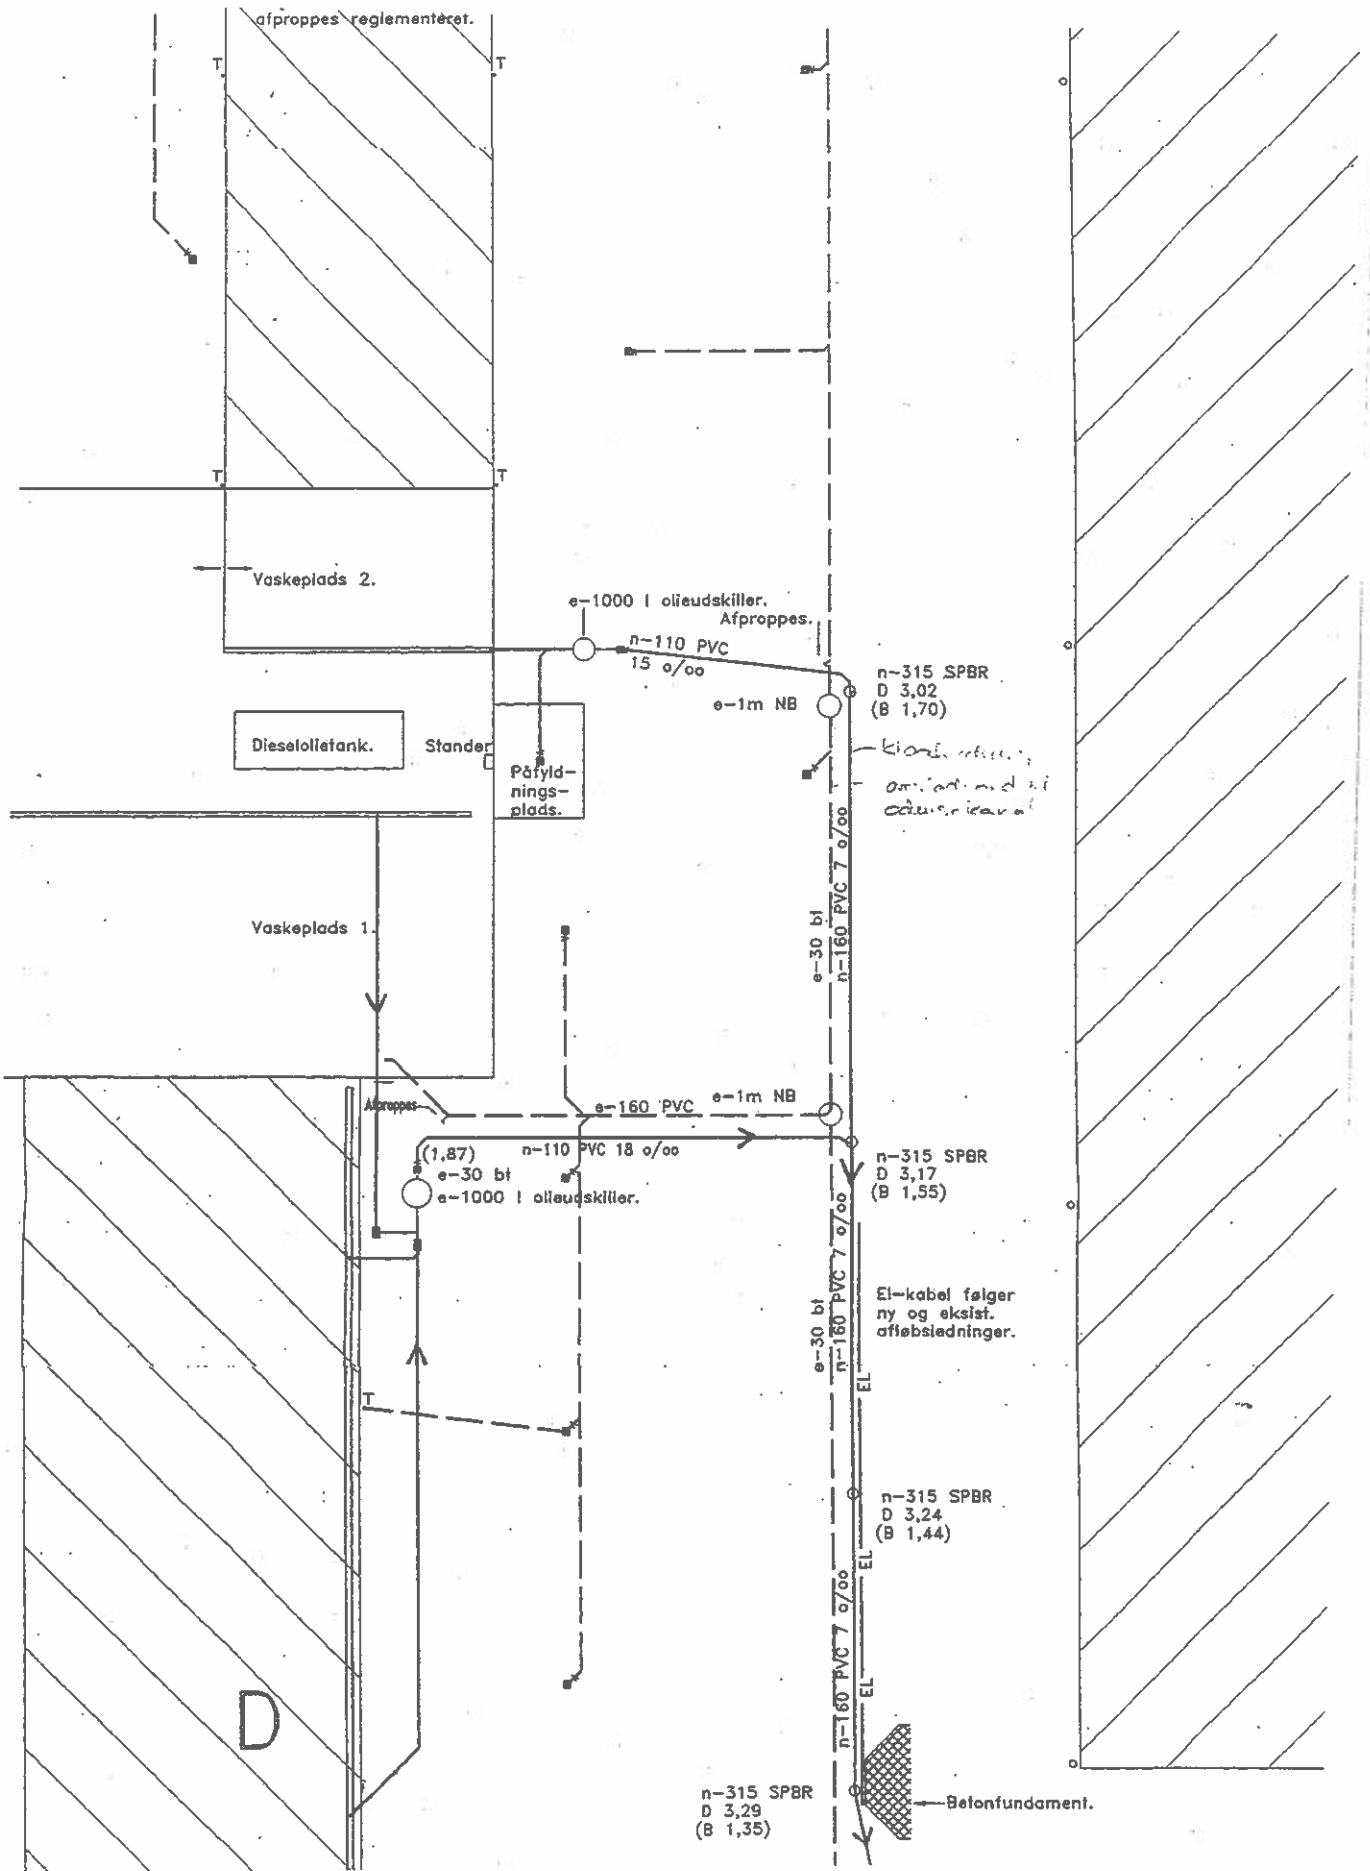 afproppes reglementeret.
T
T
T
T
Vaskeplads 2.
e-1000 l olieudskiller.
Afproppes.
n-110 PVC
15 o/oo
n-315 SPBR
D 3,02
(B 1,70)
e-1m NB
Dieselolietank.
Stander
Påfyld-
nings-
plads.
e-30 bt
n-160 PVC 7 o/oo
Vaskeplads 1.
Afproppes
e-160 PVC
e-1m NB
(1,87)
n-110 PVC 18 o/oo
e-30 bt
e-1000 l olieudskiller.
n-315 SPBR
D 3,17
(B 1,55)
e-30 bt
n-160 PVC 7 o/oo
El-kabel følger
ny og eksist.
afløbsledninger.
EL
T
n-315 SPBR
D 3,24
(B 1,44)
EL
n-160 PVC 7 o/oo
EL
D
n-315 SPBR
D 3,29
(B 1,35)
Betonfundament.